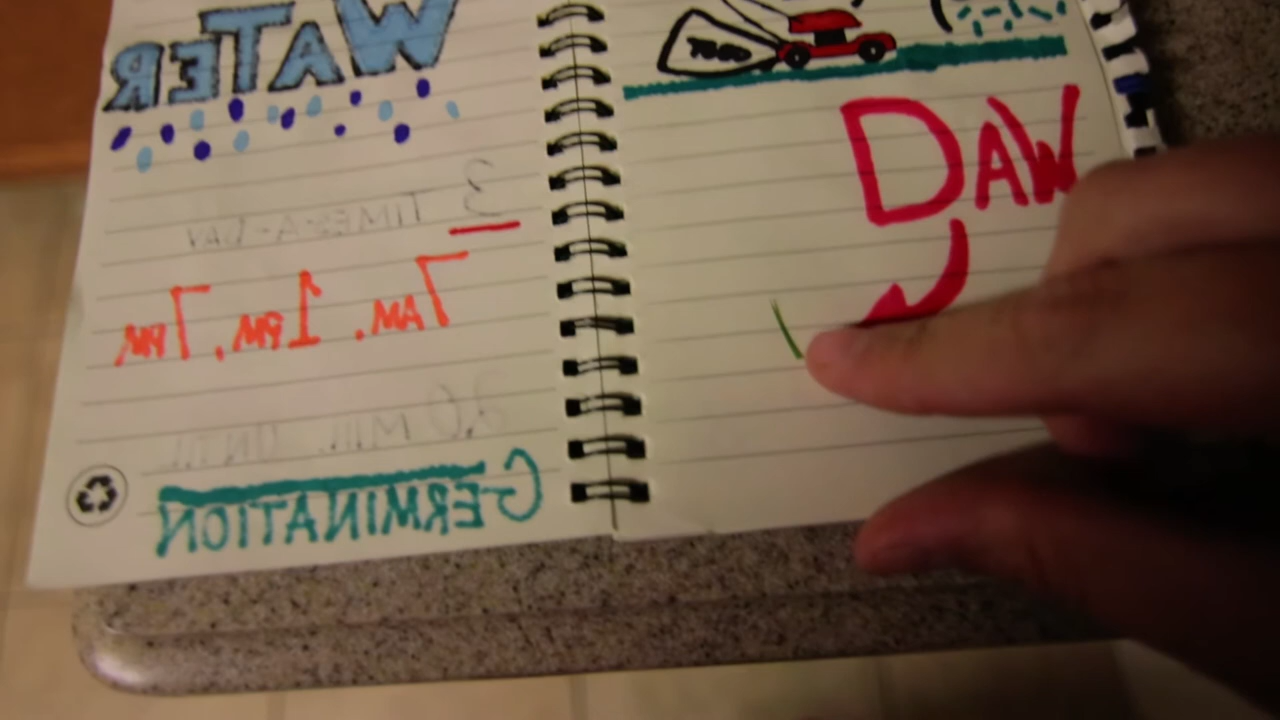 WATER
3 TIMES-A-DAY
7AM. 1PM. 7PM
20 MIN. UNTIL
GERMINATION
DAW